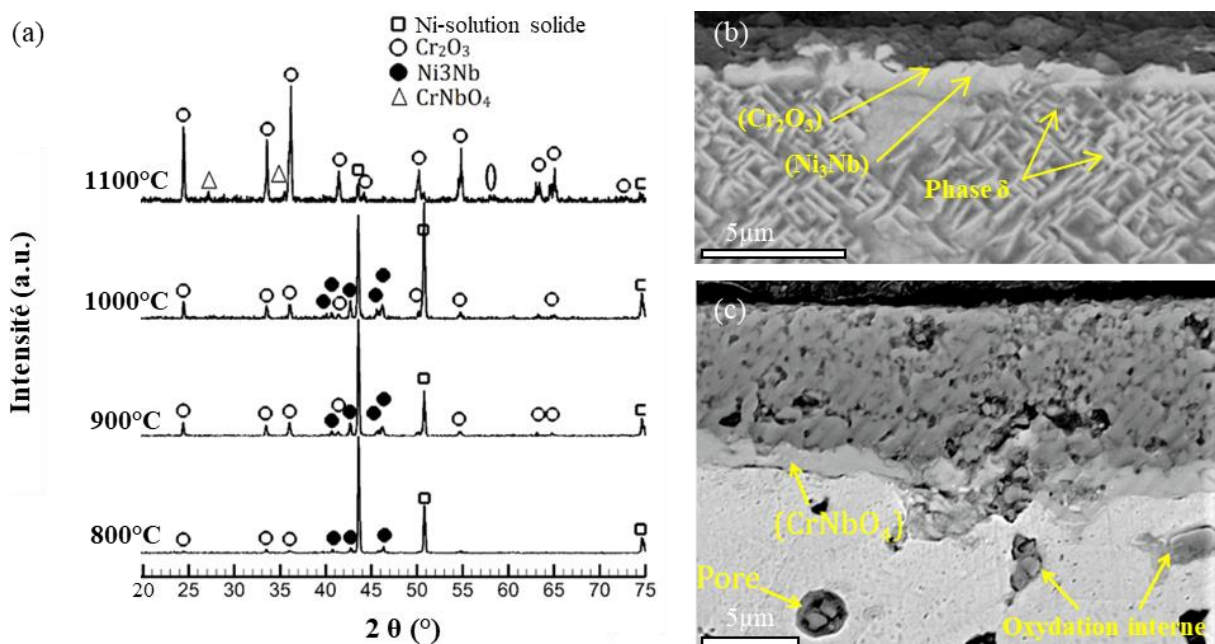 (a)
Ni-solution solide
Cr₂O₃
Ni3Nb
CrNbO₄
1100°C
1000°C
900°C
800°C
Intensité (a.u.)
20 25 30 35 40 45 50 55 60 65 70 75
2 θ (°)
(b)
(Cr₂O₃)
(Ni₃Nb)
Phase δ
5µm
(c)
{CrNbO₄}
Pore
Oxydation interne
5µm